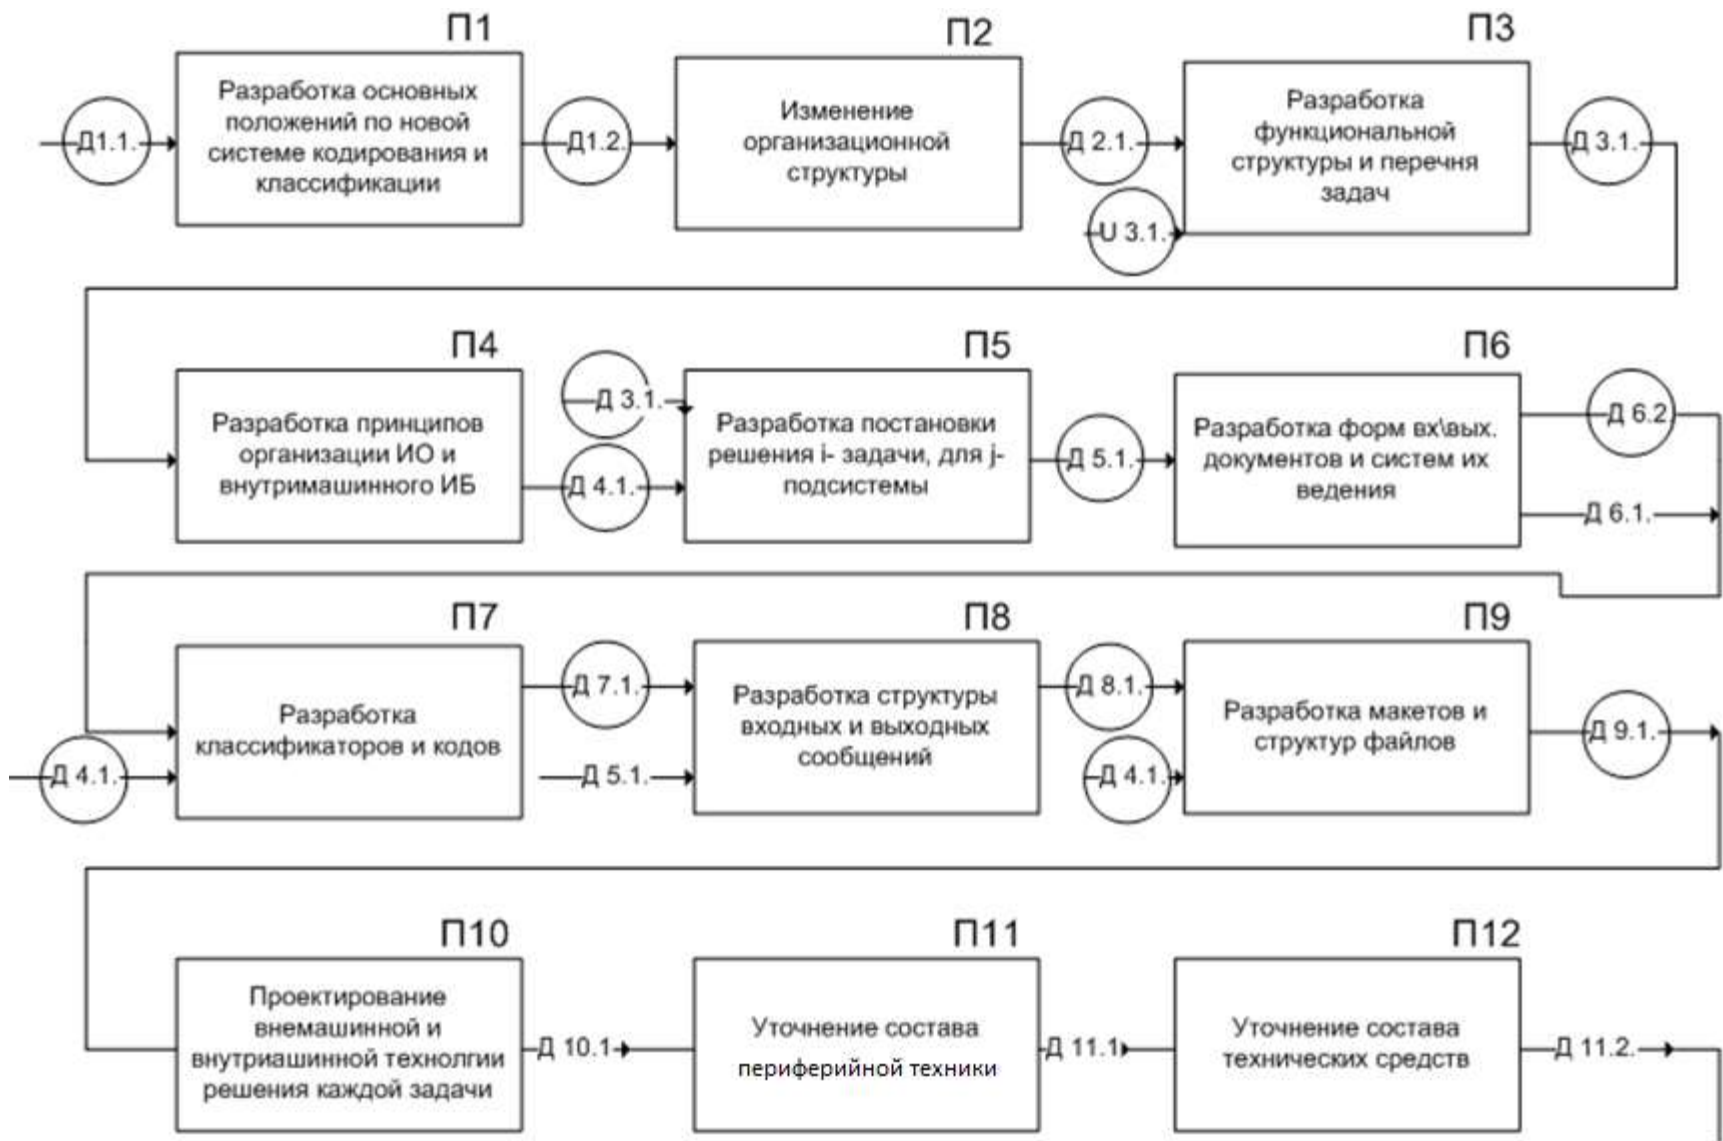 П1
П2
П3
Д1.1.
Разработка основных
положений по новой
системе кодирования и
классификации
Д1.2.
Изменение
организационной
структуры
Д 2.1.
U 3.1.
Разработка
функциональной
структуры и перечня
задач
Д 3.1.
П4
П5
П6
Разработка принципов
организации ИО и
внутримашинного ИБ
Д 3.1.
Д 4.1.
Разработка постановки
решения i- задачи, для j-
подсистемы
Д 5.1.
Разработка форм вх\вых.
документов и систем их
ведения
Д 6.2
Д 6.1.
П7
П8
П9
Д 4.1.
Разработка
классификаторов и кодов
Д 7.1.
Д 5.1.
Разработка структуры
входных и выходных
сообщений
Д 8.1.
Д 4.1.
Разработка макетов и
структур файлов
Д 9.1.
П10
П11
П12
Проектирование
внемашинной и
внутриашинной технолгии
решения каждой задачи
Д 10.1
Уточнение состава
периферийной техники
Д 11.1
Уточнение состава
технических средств
Д 11.2.